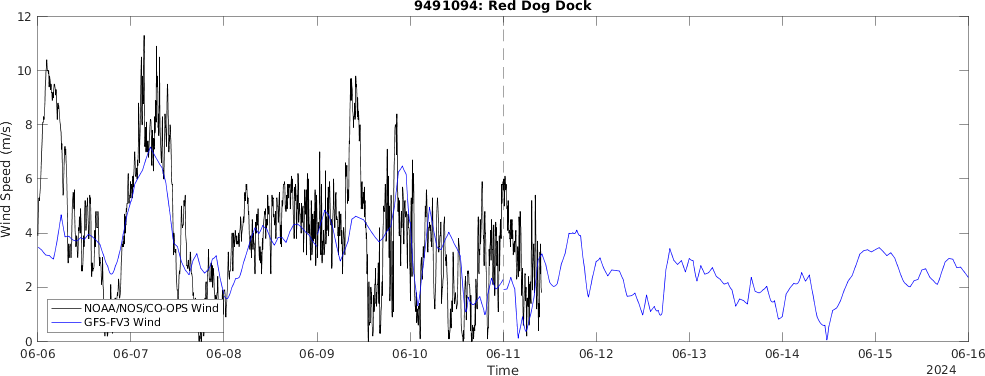 9491094: Red Dog Dock
12
10
8
6
4
2
0
Wind Speed (m/s)
NOAA/NOS/CO-OPS Wind
GFS-FV3 Wind
06-06 06-07 06-08 06-09 06-10 06-11 06-12 06-13 06-14 06-15 06-16
Time
2024